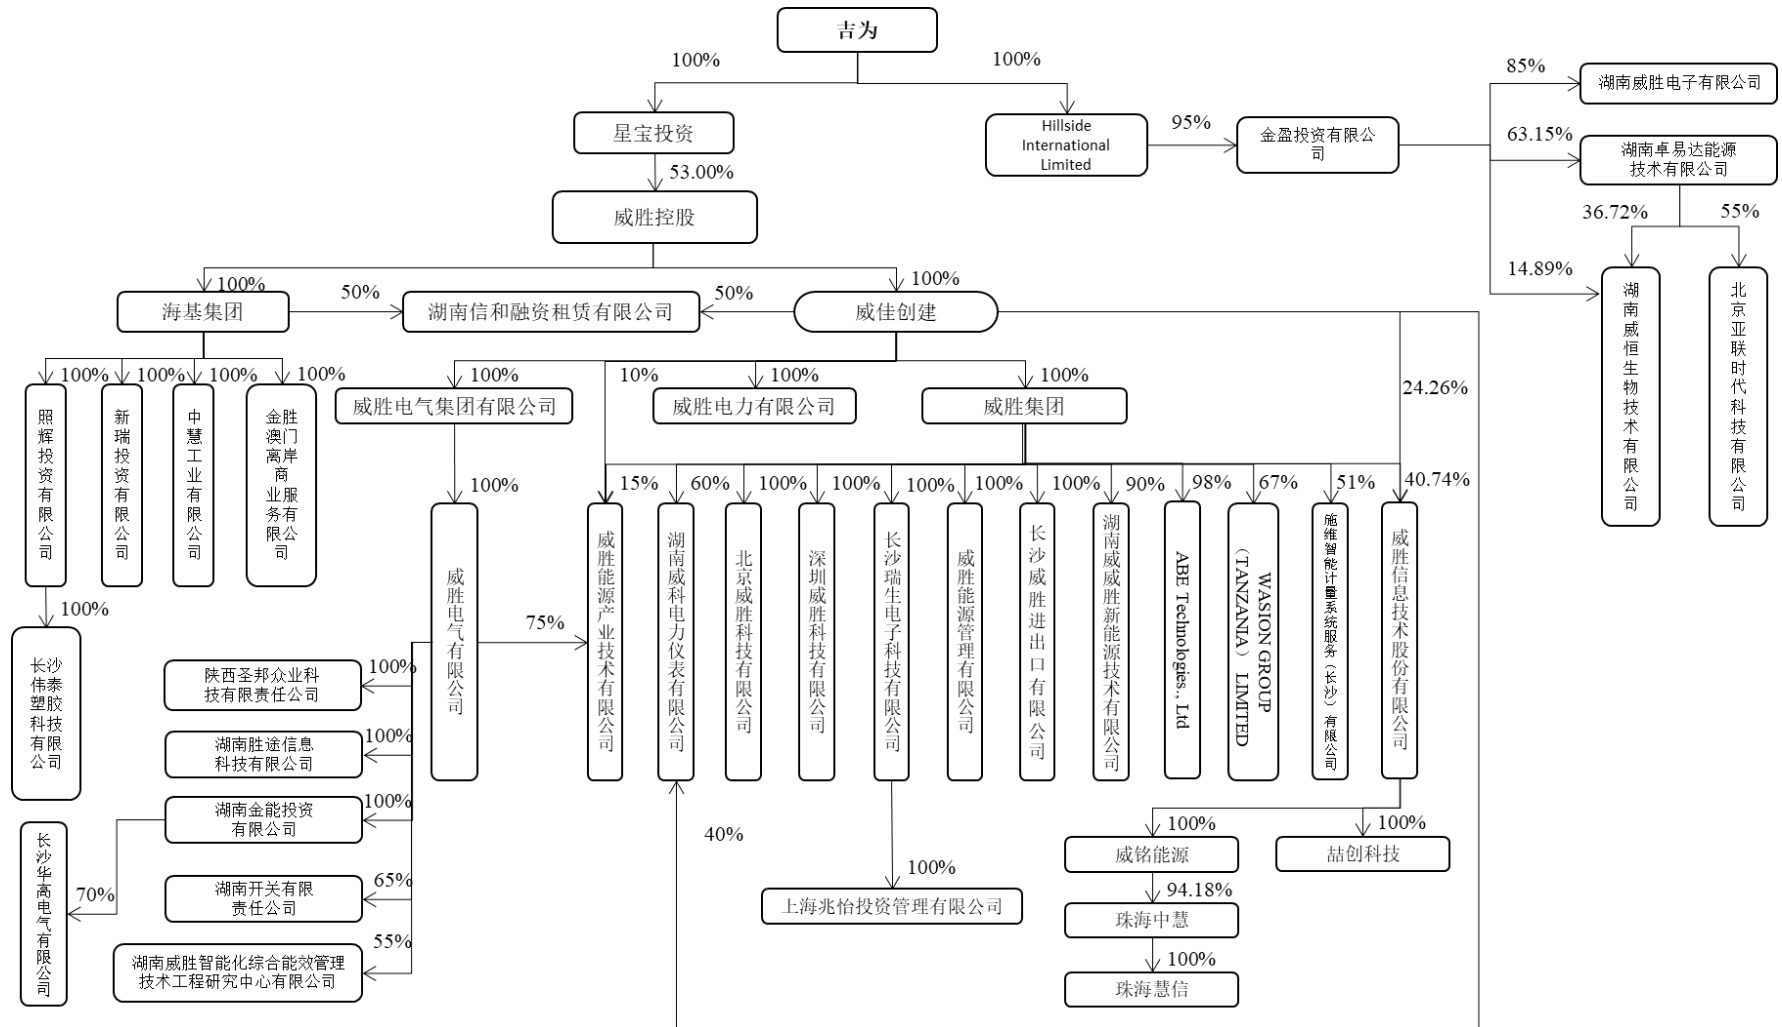 吉为
100%
100%
星宝投资
53.00%
威胜控股
Hillside
International
Limited
95%
金盈投资有限公
司
85%
湖南威胜电子有限公司
63.15%
湖南卓易达能源
技术有限公司
36.72%
55%
14.89%
湖南威恒生物技术有限公司
北京亚联时代科技有限公司
100%
100%
海基集团
50%
湖南信和融资租赁有限公司
50%
威佳创建
100%
100%
100%
100%
照辉投资有限公司
新瑞投资有限公司
中慧工业有限公司
金胜
澳门
离岸
商
业服
务有
限公
司
100%
长沙
伟泰
塑胶
科技
有限
公司
100%
10%
100%
100%
24.26%
威胜电气集团有限公司
威胜电力有限公司
威胜集团
100%
威胜电气有限公司
75%
15%
60%
100%
100%
100%
100%
100%
90%
98%
67%
51%
40.74%
威胜能源产业技术有限公司
湖南威科电力仪表有限公司
北京威胜科技有限公司
深圳威胜科技有限公司
长沙瑞生电子科技有限公司
威胜能源管理有限公司
长沙威胜进出口有限公司
湖南威威胜新能源技术有限公司
ABE Technologies., Ltd
WASION GROUP
（TANZANIA） LIMITED
施维智能计量系统服务（长沙）有限公司
威胜信息技术股份有限公司
100%
陕西圣邦众业科
技有限责任公司
100%
湖南胜途信息
科技有限公司
100%
湖南金能投资
有限公司
70%
长沙华高电气有限公司
65%
湖南开关有限
责任公司
55%
湖南威胜智能化综合能效管理
技术工程研究中心有限公司
40%
100%
上海兆怡投资管理有限公司
100%
100%
威铭能源
喆创科技
94.18%
珠海中慧
100%
珠海慧信